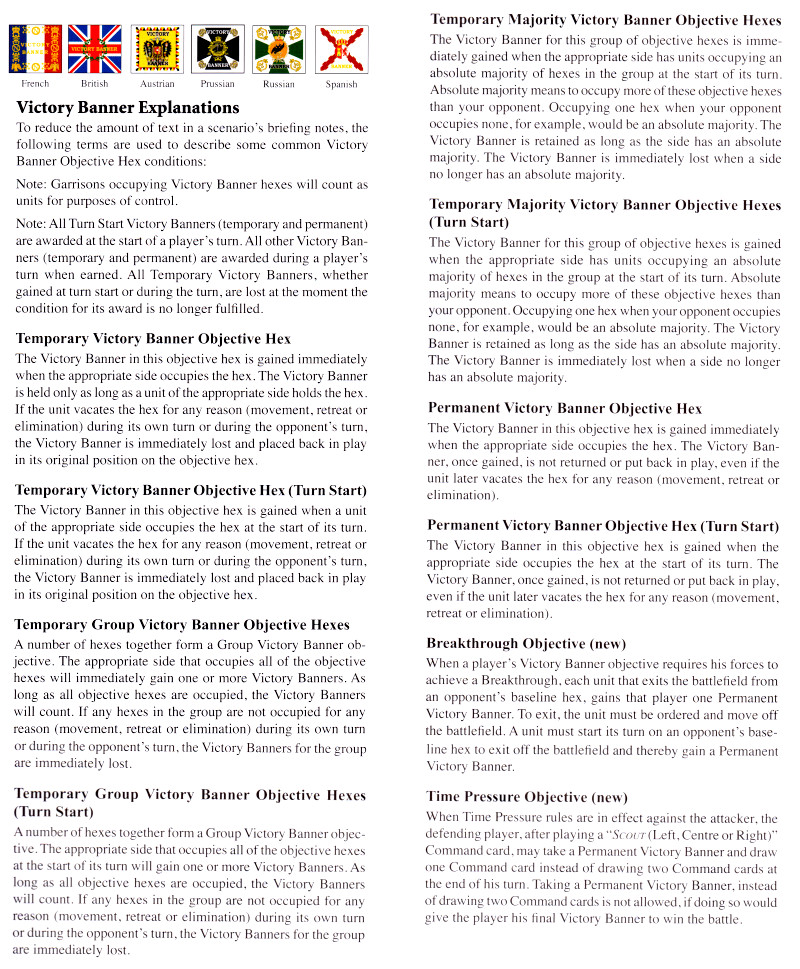 VICTORY BANNER
VICTORY BANNER
VICTORY BANNER
VICTORY BANNER
VICTORY BANNER
VICTORY BANNER
French British Austrian Prussian Russian Spanish
Victory Banner Explanations
To reduce the amount of text in a scenario's briefing notes, the
following terms are used to describe some common Victory
Banner Objective Hex conditions:
Note: Garrisons occupying Victory Banner hexes will count as
units for purposes of control.
Note: All Turn Start Victory Banners (temporary and permanent)
are awarded at the start of a player's turn. All other Victory Ban-
ners (temporary and permanent) are awarded during a player's
turn when earned. All Temporary Victory Banners, whether
gained at turn start or during the turn, are lost at the moment the
condition for its award is no longer fulfilled.
Temporary Victory Banner Objective Hex
The Victory Banner in this objective hex is gained immediately
when the appropriate side occupies the hex. The Victory Banner
is held only as long as a unit of the appropriate side holds the hex.
If the unit vacates the hex for any reason (movement, retreat or
elimination) during its own turn or during the opponent's turn,
the Victory Banner is immediately lost and placed back in play
in its original position on the objective hex.
Temporary Victory Banner Objective Hex (Turn Start)
The Victory Banner in this objective hex is gained when a unit
of the appropriate side occupies the hex at the start of its turn.
If the unit vacates the hex for any reason (movement, retreat or
elimination) during its own turn or during the opponent's turn,
the Victory Banner is immediately lost and placed back in play
in its original position on the objective hex.
Temporary Group Victory Banner Objective Hexes
A number of hexes together form a Group Victory Banner ob-
jective. The appropriate side that occupies all of the objective
hexes will immediately gain one or more Victory Banners. As
long as all objective hexes are occupied, the Victory Banners
will count. If any hexes in the group are not occupied for any
reason (movement, retreat or elimination) during its own turn
or during the opponent's turn, the Victory Banners for the group
are immediately lost.
Temporary Group Victory Banner Objective Hexes
(Turn Start)
A number of hexes together form a Group Victory Banner objec-
tive. The appropriate side that occupies all of the objective hexes
at the start of its turn will gain one or more Victory Banners. As
long as all objective hexes are occupied, the Victory Banners
will count. If any hexes in the group are not occupied for any
reason (movement, retreat or elimination) during its own turn
or during the opponent's turn, the Victory Banners for the group
are immediately lost.
Temporary Majority Victory Banner Objective Hexes
The Victory Banner for this group of objective hexes is imme-
diately gained when the appropriate side has units occupying an
absolute majority of hexes in the group at the start of its turn.
Absolute majority means to occupy more of these objective hexes
than your opponent. Occupying one hex when your opponent
occupies none, for example, would be an absolute majority. The
Victory Banner is retained as long as the side has an absolute
majority. The Victory Banner is immediately lost when a side
no longer has an absolute majority.
Temporary Majority Victory Banner Objective Hexes
(Turn Start)
The Victory Banner for this group of objective hexes is gained
when the appropriate side has units occupying an absolute
majority of hexes in the group at the start of its turn. Absolute
majority means to occupy more of these objective hexes than
your opponent. Occupying one hex when your opponent occupies
none, for example, would be an absolute majority. The Victory
Banner is retained as long as the side has an absolute majority.
The Victory Banner is immediately lost when a side no longer
has an absolute majority.
Permanent Victory Banner Objective Hex
The Victory Banner in this objective hex is gained immediately
when the appropriate side occupies the hex. The Victory Ban-
ner, once gained, is not returned or put back in play, even if the
unit later vacates the hex for any reason (movement, retreat or
elimination).
Permanent Victory Banner Objective Hex (Turn Start)
The Victory Banner in this objective hex is gained when the
appropriate side occupies the hex at the start of its turn. The
Victory Banner, once gained, is not returned or put back in play,
even if the unit later vacates the hex for any reason (movement,
retreat or elimination).
Breakthrough Objective (new)
When a player's Victory Banner objective requires his forces to
achieve a Breakthrough, each unit that exits the battlefield from
an opponent's baseline hex, gains that player one Permanent
Victory Banner. To exit, the unit must be ordered and move off
the battlefield. A unit must start its turn on an opponent's base-
line hex to exit off the battlefield and thereby gain a Permanent
Victory Banner.
Time Pressure Objective (new)
When Time Pressure rules are in effect against the attacker, the
defending player, after playing a "SCOUT (Left, Centre or Right)"
Command card, may take a Permanent Victory Banner and draw
one Command card instead of drawing two Command cards at
the end of his turn. Taking a Permanent Victory Banner, instead
of drawing two Command cards is not allowed, if doing so would
give the player his final Victory Banner to win the battle.